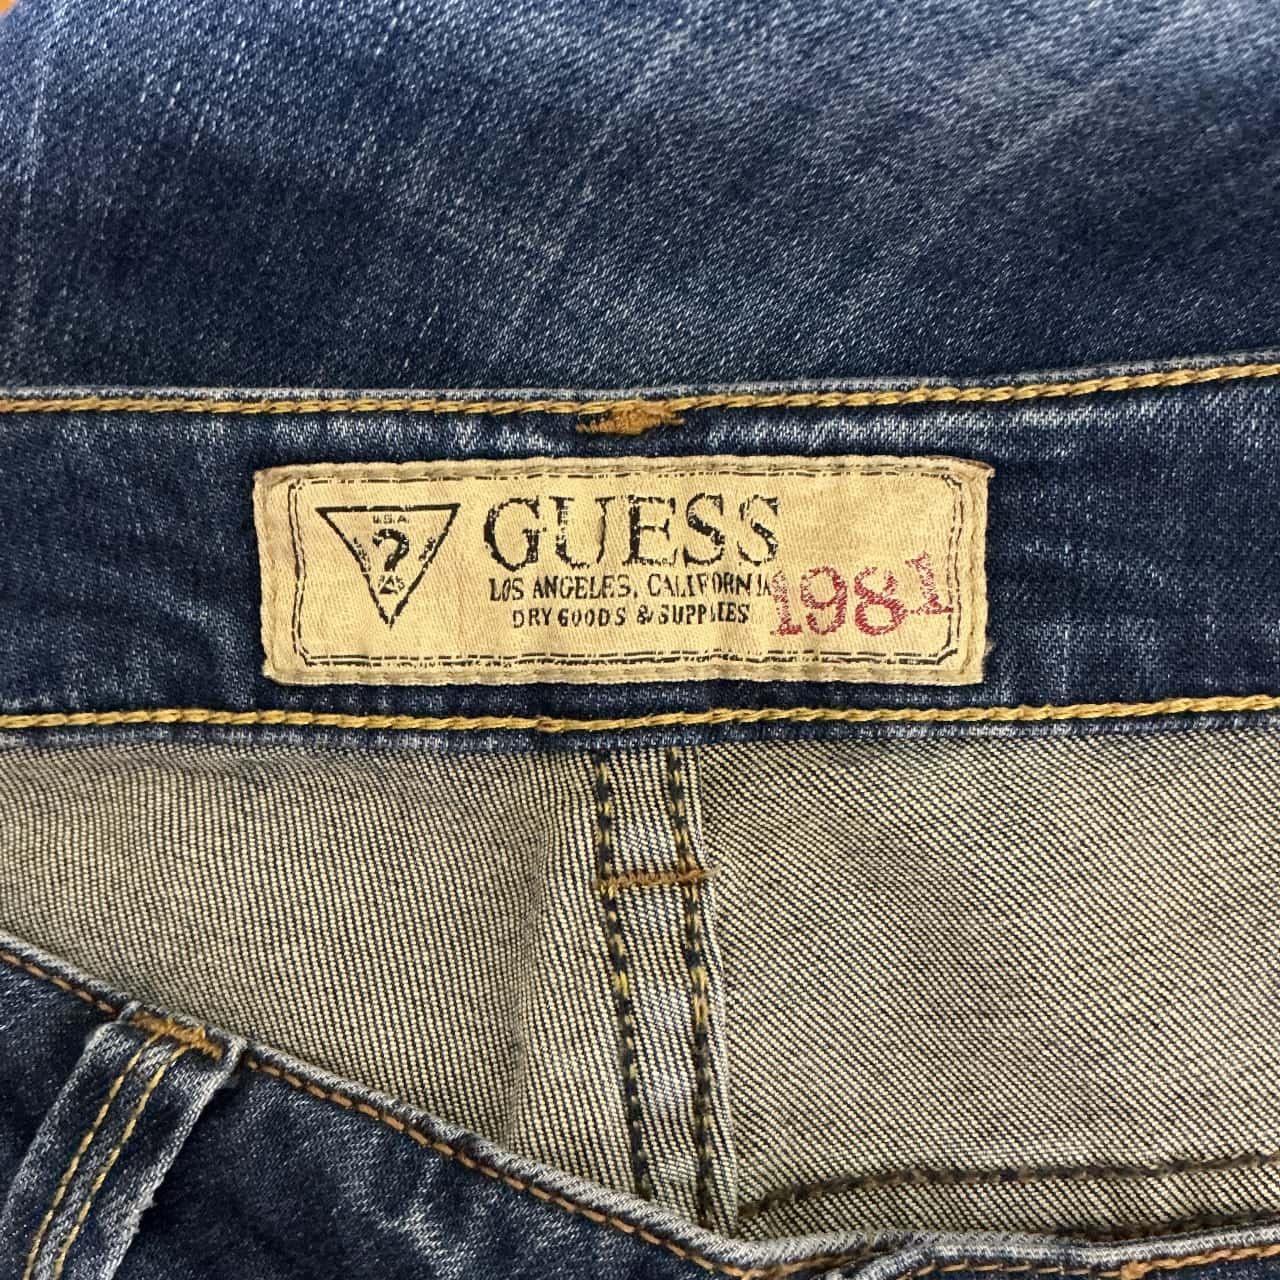 U.S.A.
?
GUESS
LOS ANGELES, CALIFORNIA
1981
DRY GOODS & SUPPLIES